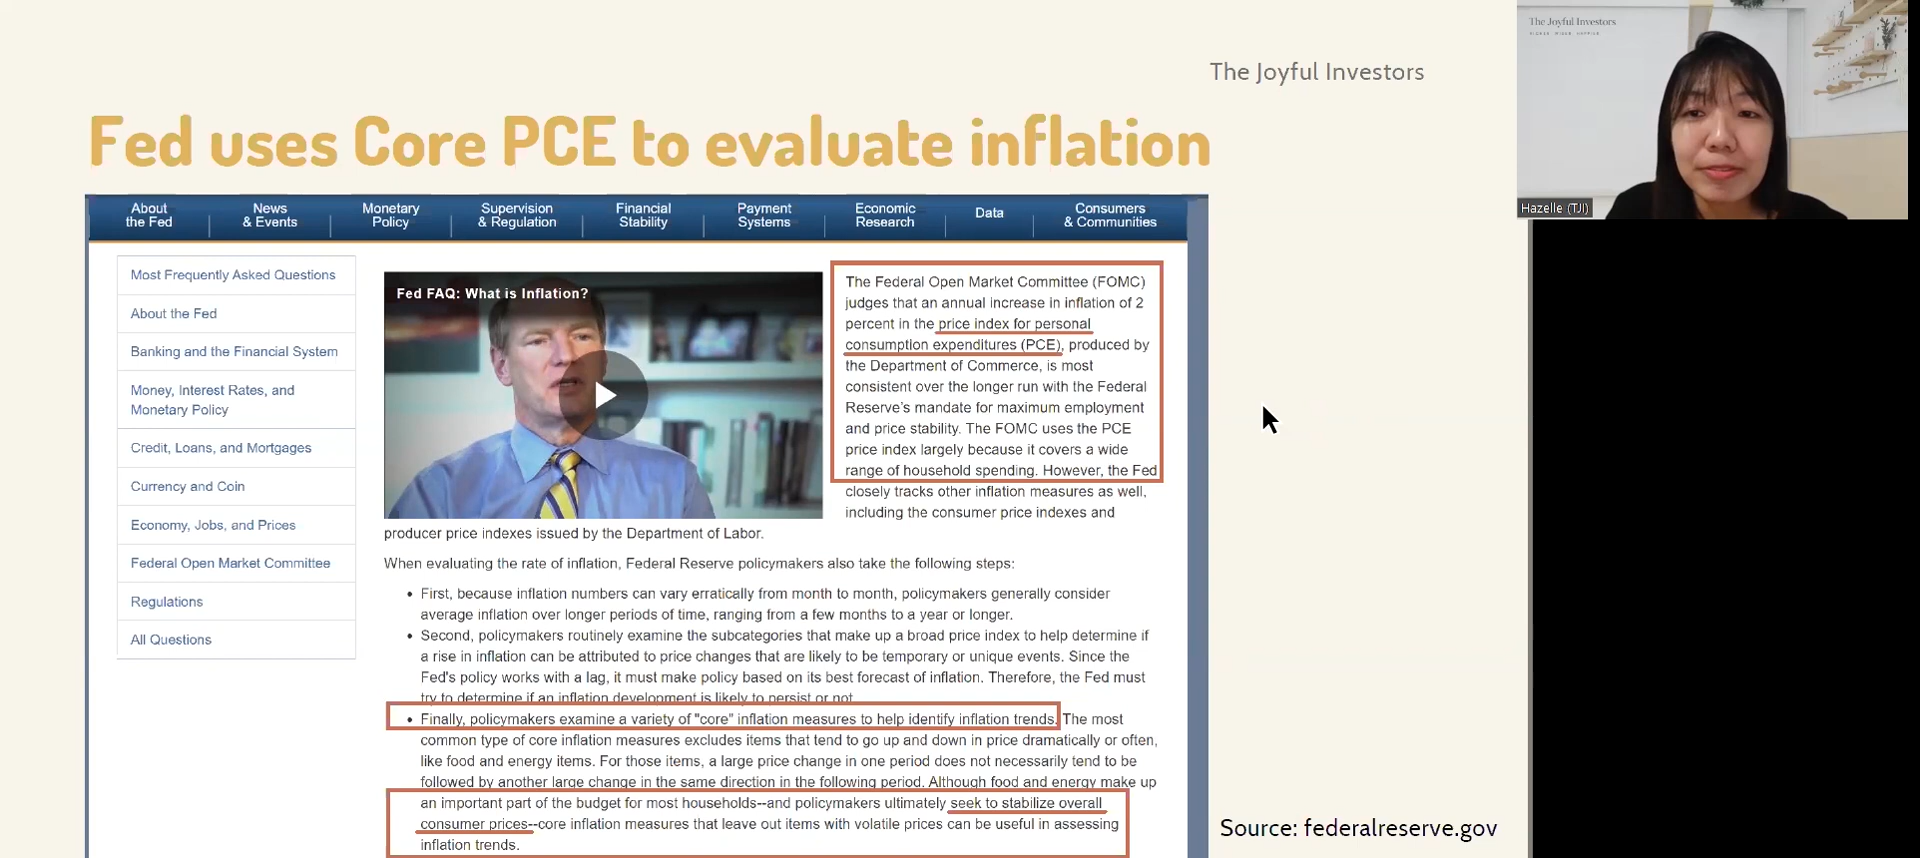 The Joyful Investors
The Joyful Investors
Hazelle (TJI)
Fed uses Core PCE to evaluate inflation
About
the Fed
News
& Events
Monetary
Policy
Supervision
& Regulation
Financial
Stability
Payment
Systems
Economic
Research
Data
Consumers
& Communities
Most Frequently Asked Questions
About the Fed
Banking and the Financial System
Money, Interest Rates, and
Monetary Policy
Credit, Loans, and Mortgages
Currency and Coin
Economy, Jobs, and Prices
Federal Open Market Committee
Regulations
All Questions
Fed FAQ: What is Inflation?
The Federal Open Market Committee (FOMC)
judges that an annual increase in inflation of 2
percent in the price index for personal
consumption expenditures (PCE), produced by
the Department of Commerce, is most
consistent over the longer run with the Federal
Reserve's mandate for maximum employment
and price stability. The FOMC uses the PCE
price index largely because it covers a wide
range of household spending. However, the Fed
closely tracks other inflation measures as well,
including the consumer price indexes and
producer price indexes issued by the Department of Labor.
When evaluating the rate of inflation, Federal Reserve policymakers also take the following steps:
• First, because inflation numbers can vary erratically from month to month, policymakers generally consider
average inflation over longer periods of time, ranging from a few months to a year or longer.
• Second, policymakers routinely examine the subcategories that make up a broad price index to help determine if
a rise in inflation can be attributed to price changes that are likely to be temporary or unique events. Since the
Fed's policy works with a lag, it must make policy based on its best forecast of inflation. Therefore, the Fed must
try to determine if an inflation development is likely to persist or not.
• Finally, policymakers examine a variety of "core" inflation measures to help identify inflation trends. The most
common type of core inflation measures excludes items that tend to go up and down in price dramatically or often,
like food and energy items. For those items, a large price change in one period does not necessarily tend to be
followed by another large change in the same direction in the following period. Although food and energy make up
an important part of the budget for most households--and policymakers ultimately seek to stabilize overall
consumer prices--core inflation measures that leave out items with volatile prices can be useful in assessing
inflation trends.
Source: federalreserve.gov